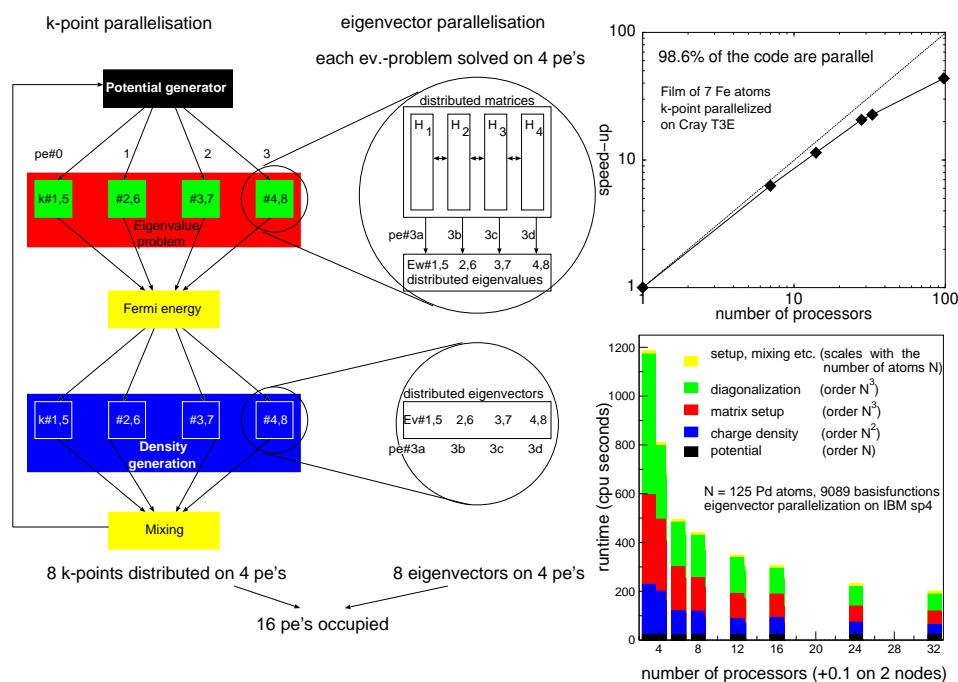 k-point parallelisation
Potential generator
pe#0
1
2
3
k#1,5
#2,6
#3,7
#4,8
Eigenvalue
problem
Fermi energy
k#1,5
#2,6
#3,7
#4,8
Density
generation
Mixing
8 k-points distributed on 4 pe's
eigenvector parallelisation
each ev.-problem solved on 4 pe's
distributed matrices
H1
H2
H3
H4
pe#3a 3b 3c 3d
Ew#1,5 2,6 3,7 4,8
distributed eigenvalues
distributed eigenvectors
Ev#1,5 2,6 3,7 4,8
pe#3a 3b 3c 3d
8 eigenvectors on 4 pe's
16 pe's occupied
98.6% of the code are parallel
Film of 7 Fe atoms
k-point parallelized
on Cray T3E
speed-up
100
10
1
1 10 100
number of processors
setup, mixing etc. (scales with the
number of atoms N)
diagonalization (order N³)
matrix setup (order N³)
charge density (order N²)
potential (order N)
N = 125 Pd atoms, 9089 basisfunctions
eigenvector parallelization on IBM sp4
runtime (cpu seconds)
1200
1000
800
600
400
200
0
4 8 12 16 20 24 28 32
number of processors (+0.1 on 2 nodes)